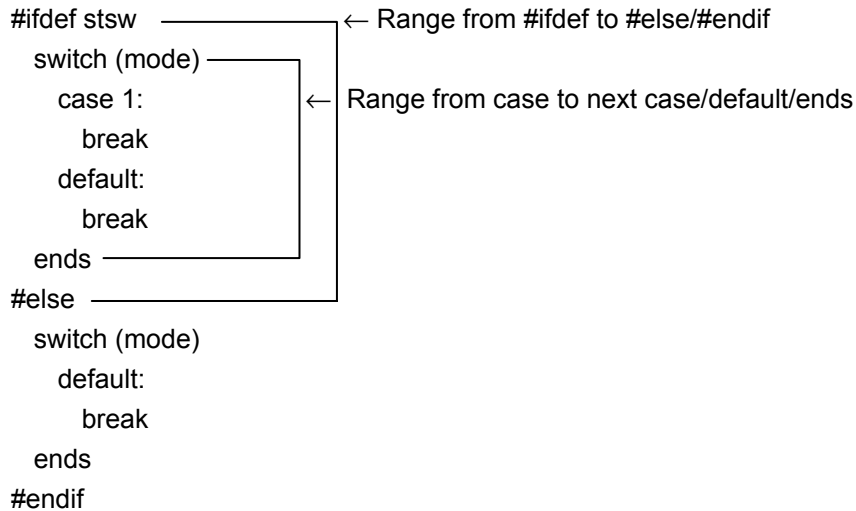 #ifdef stsw ← Range from #ifdef to #else/#endif
switch (mode)
case 1: ← Range from case to next case/default/ends
break
default:
break
ends
#else
switch (mode)
default:
break
ends
#endif